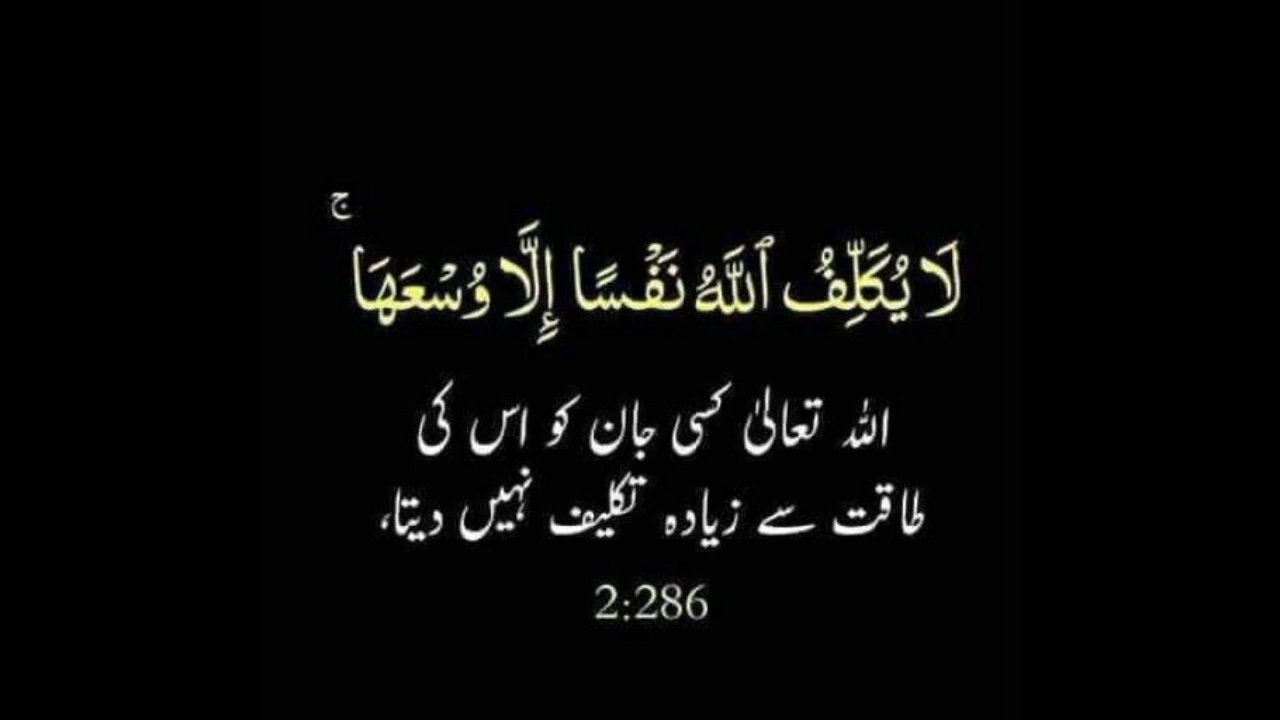 لَا يُكَلِّفُ ٱللَّهُ نَفْسًا إِلَّا وُسْعَهَا ۚ
اللہ تعالیٰ کسی جان کو اس کی
طاقت سے زیادہ تکلیف نہیں دیتا،
2:286